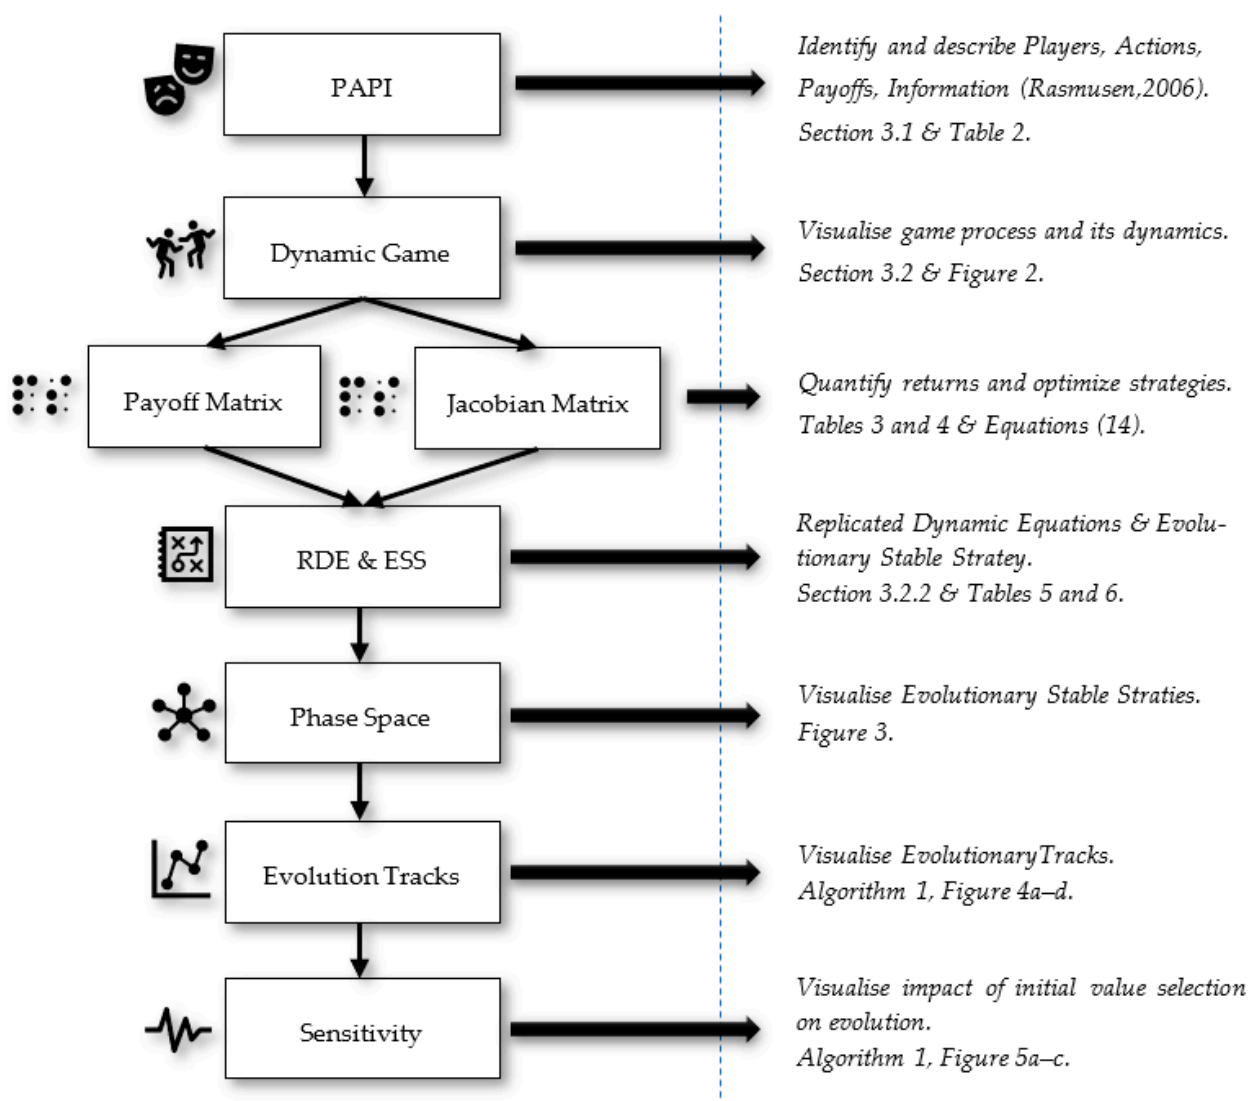 PAPI
Identify and describe Players, Actions,
Payoffs, Information (Rasmusen,2006).
Section 3.1 & Table 2.
Dynamic Game
Visualise game process and its dynamics.
Section 3.2 & Figure 2.
Payoff Matrix
Jacobian Matrix
Quantify returns and optimize strategies.
Tables 3 and 4 & Equations (14).
RDE & ESS
Replicated Dynamic Equations & Evolu-
tionary Stable Stratey.
Section 3.2.2 & Tables 5 and 6.
Phase Space
Visualise Evolutionary Stable Straties.
Figure 3.
Evolution Tracks
Visualise EvolutionaryTracks.
Algorithm 1, Figure 4a–d.
Sensitivity
Visualise impact of initial value selection
on evolution.
Algorithm 1, Figure 5a–c.